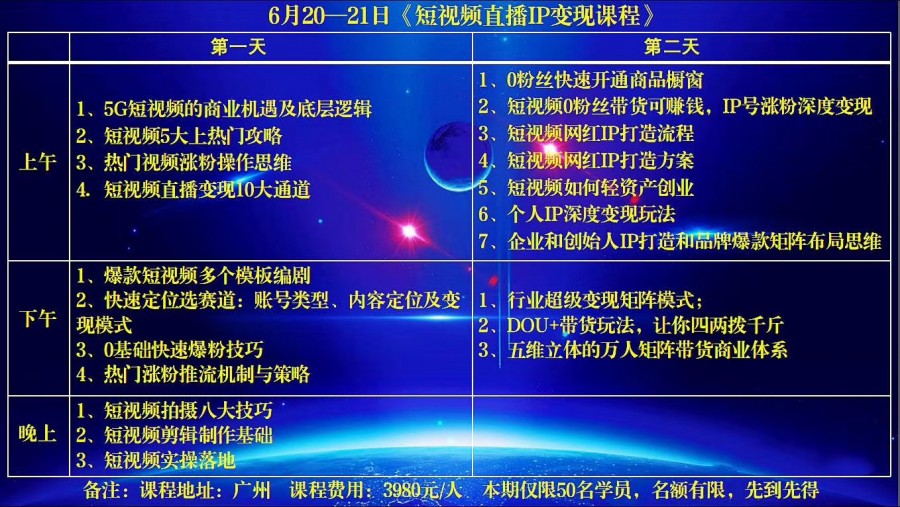 6月20—21日《短视频直播IP变现课程》
第一天
第二天
上午
1、5G短视频的商业机遇及底层逻辑
2、短视频5大上热门攻略
3、热门视频涨粉操作思维
4. 短视频直播变现10大通道
1、0粉丝快速开通商品橱窗
2、短视频0粉丝带货可赚钱，IP号涨粉深度变现
3、短视频网红IP打造流程
4、短视频网红IP打造方案
5、短视频如何轻资产创业
6、个人IP深度变现玩法
7、企业和创始人IP打造和品牌爆款矩阵布局思维
下午
1、爆款短视频多个模板编剧
2、快速定位选赛道：账号类型、内容定位及变
现模式
3、0基础快速爆粉技巧
4、热门涨粉推流机制与策略
1、行业超级变现矩阵模式；
2、DOU+带货玩法，让你四两拨千斤
3、五维立体的万人矩阵带货商业体系
晚上
1、短视频拍摄八大技巧
2、短视频剪辑制作基础
3、短视频实操落地
备注：课程地址：广州 课程费用：3980元/人 本期仅限50名学员，名额有限，先到先得